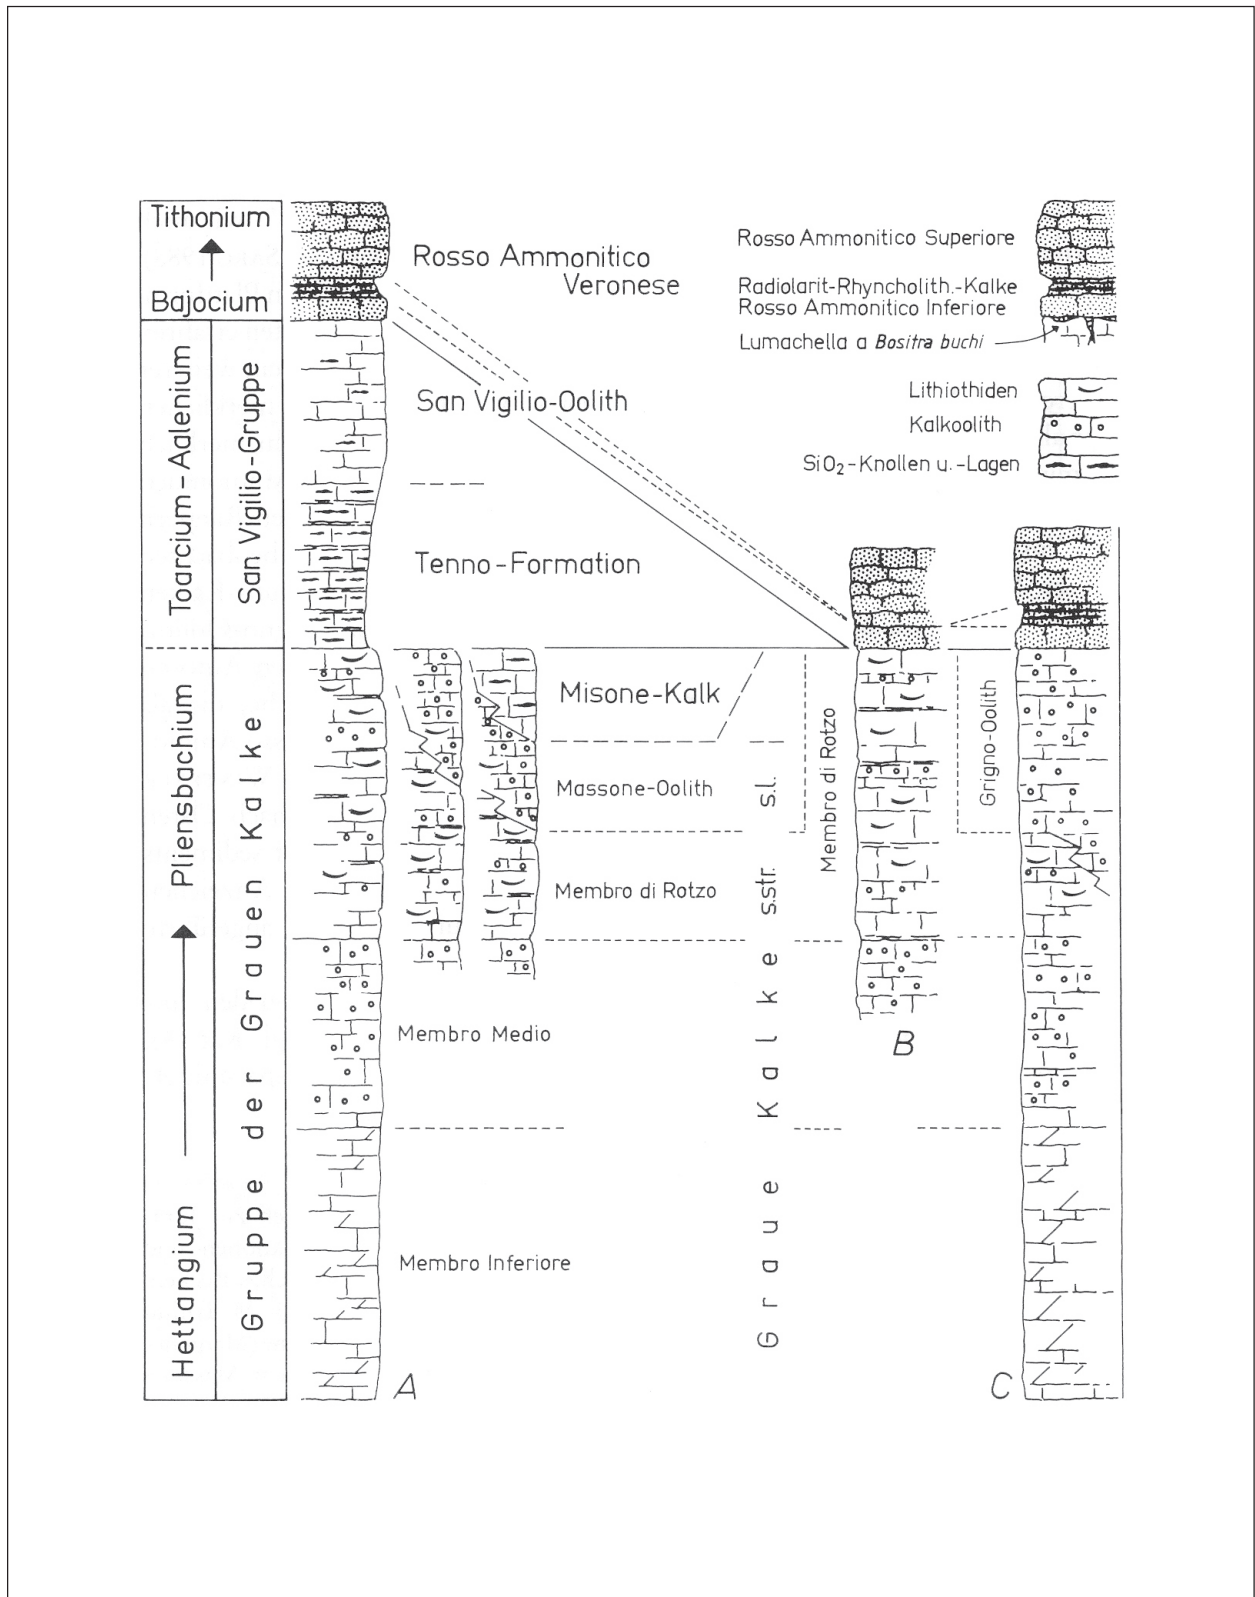 Tithonium
Bajocium
Toarcium-Aalenium
San Vigilio-Gruppe
Pliensbachium
Hettangium
Gruppe der Grauen Kalke
Rosso Ammonitico
Veronese
San Vigilio-Oolith
Tenno-Formation
Misone-Kalk
Massone-Oolith
Membro di Rotzo
Membro Medio
Membro Inferiore
Graue Kalke s.str. s.l.
Membro di Rotzo
Grigno-Oolith
A
B
C
Rosso Ammonitico Superiore
Radiolarit-Rhyncholith.-Kalke
Rosso Ammonitico Inferiore
Lumachella a Bositra buchi
Lithiothiden
Kalkoolith
SiO₂-Knollen u.-Lagen